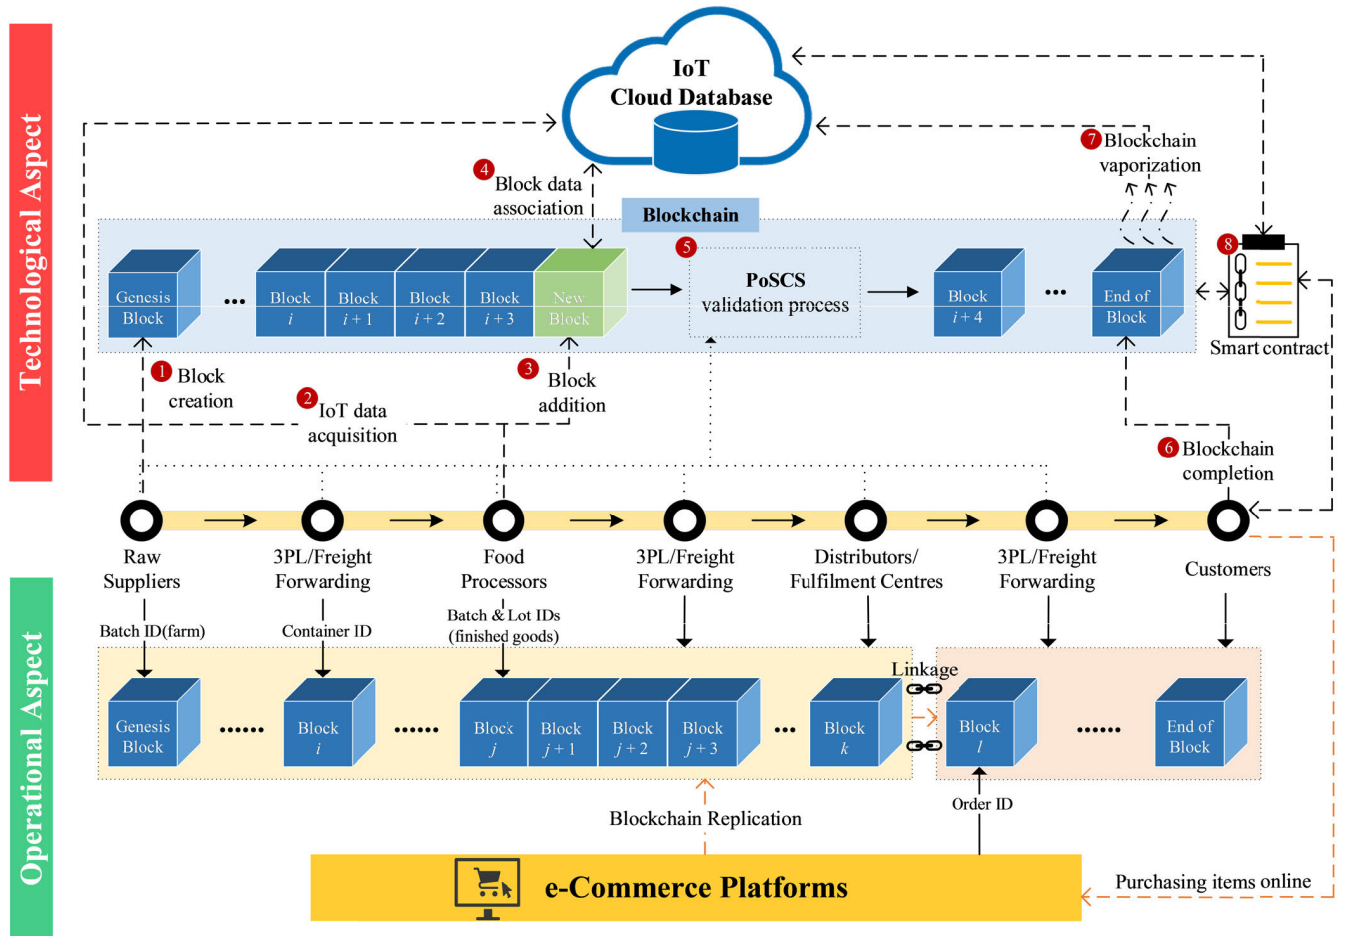 Technological Aspect
IoT
Cloud Database
4 Block data
association
7 Blockchain
vaporization
Blockchain
Genesis
Block
...
Block
i
Block
i + 1
Block
i + 2
Block
i + 3
New
Block
5
PoSCS
validation process
Block
i + 4
...
End of
Block
8
Smart contract
1 Block
creation
2 IoT data
acquisition
3 Block
addition
6 Blockchain
completion
Raw
Suppliers
3PL/Freight
Forwarding
Food
Processors
3PL/Freight
Forwarding
Distributors/
Fulfilment Centres
3PL/Freight
Forwarding
Customers
Operational Aspect
Batch ID(farm)
Container ID
Batch & Lot IDs
(finished goods)
Linkage
Genesis
Block
......
Block
i
......
Block
j
Block
j + 1
Block
j + 2
Block
j + 3
...
Block
k
Block
l
......
End of
Block
Blockchain Replication
Order ID
e-Commerce Platforms
Purchasing items online